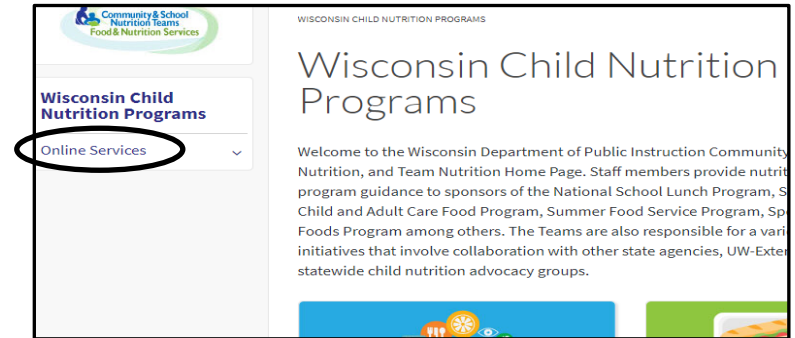 Community & School
Nutrition Teams
Food & Nutrition Services
Wisconsin Child
Nutrition Programs
Online Services
WISCONSIN CHILD NUTRITION PROGRAMS
Wisconsin Child Nutrition
Programs
Welcome to the Wisconsin Department of Public Instruction Community
Nutrition, and Team Nutrition Home Page. Staff members provide nutrit
program guidance to sponsors of the National School Lunch Program, S
Child and Adult Care Food Program, Summer Food Service Program, Spe
Foods Program among others. The Teams are also responsible for a vari
initiatives that involve collaboration with other state agencies, UW-Exter
statewide child nutrition advocacy groups.